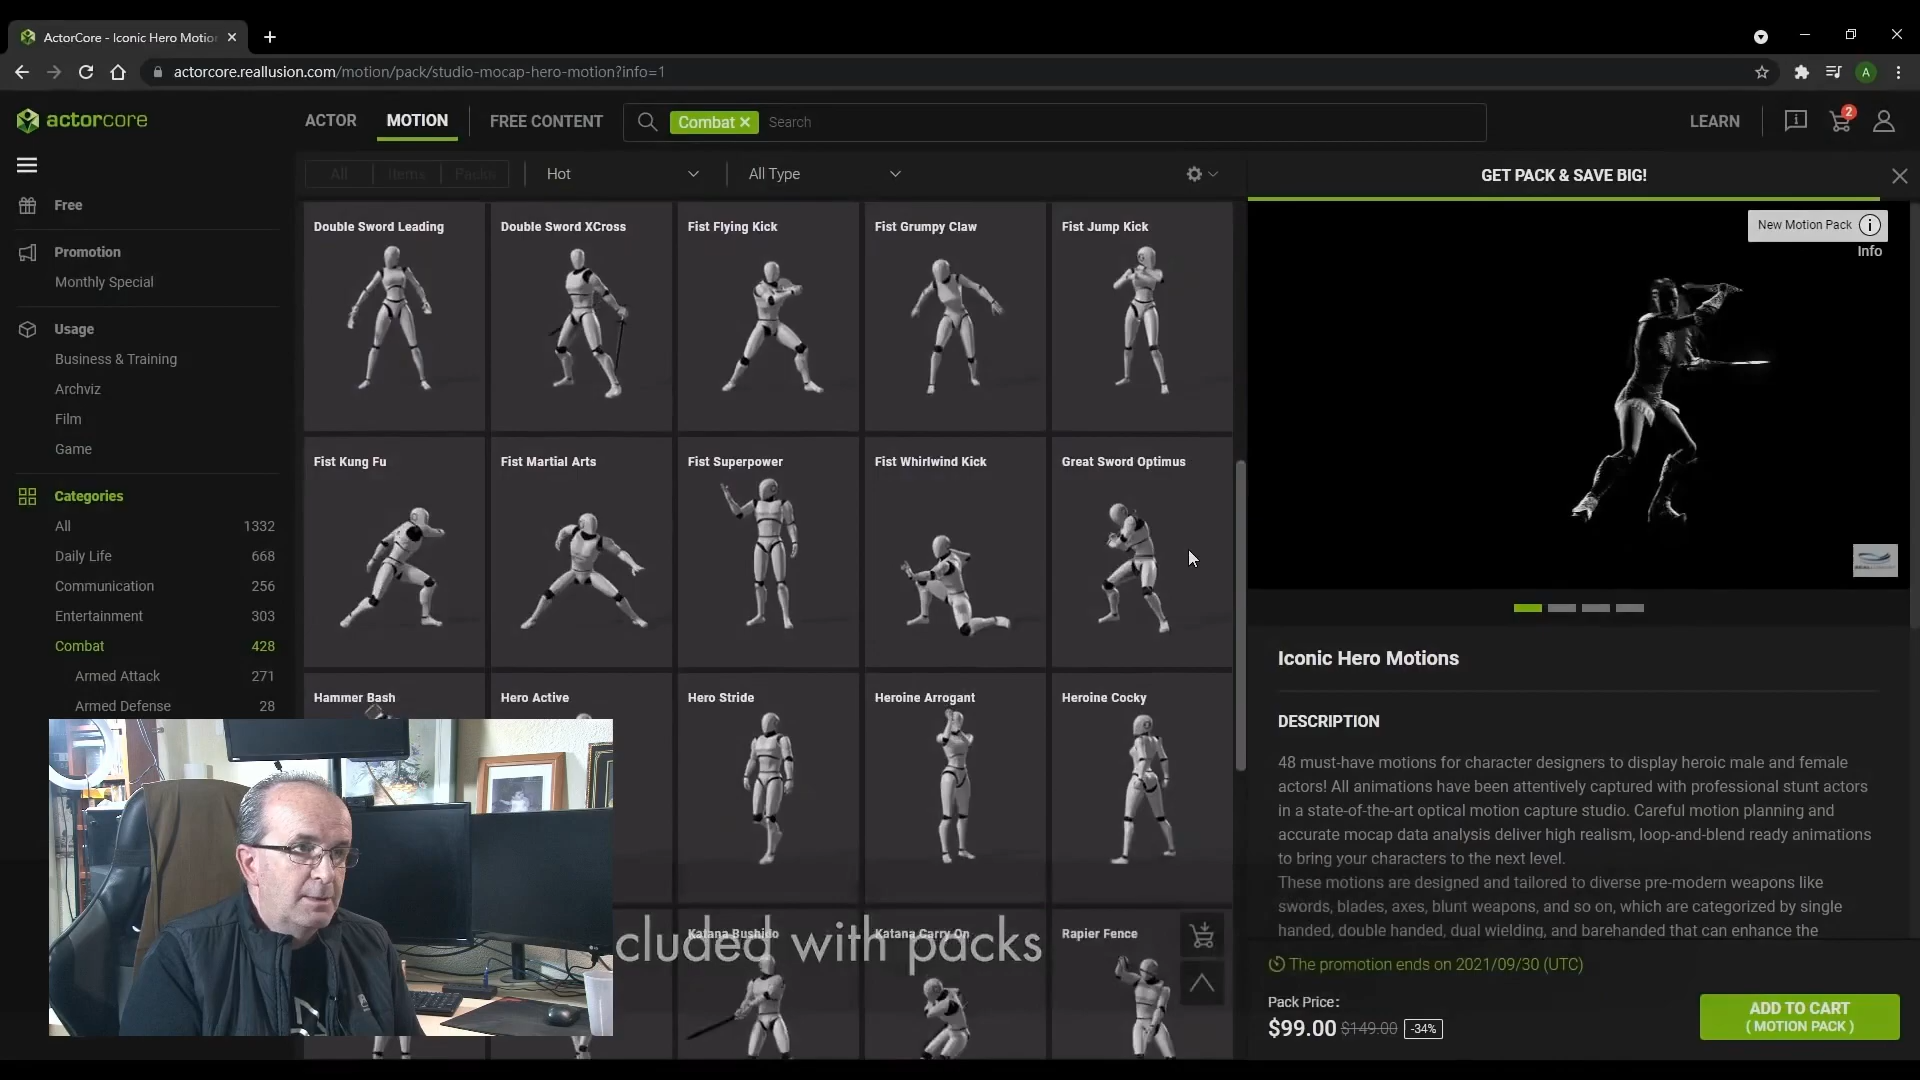 ActorCore - Iconic Hero Motio
actorcore.reallusion.com/motion/pack/studio-mocap-hero-motion?info=1
A
actorcore
ACTOR
MOTION
FREE CONTENT
Combat ×
Search
LEARN
2
All
Items
Packs
Hot
All Type
GET PACK & SAVE BIG!
Free
Promotion
Monthly Special
Usage
Business & Training
Archviz
Film
Game
Categories
All 1332
Daily Life 668
Communication 256
Entertainment 303
Combat 428
Armed Attack 271
Armed Defense 28
Double Sword Leading
Double Sword XCross
Fist Flying Kick
Fist Grumpy Claw
Fist Jump Kick
Fist Kung Fu
Fist Martial Arts
Fist Superpower
Fist Whirlwind Kick
Great Sword Optimus
Hammer Bash
Hero Active
Hero Stride
Heroine Arrogant
Heroine Cocky
Katana Bushido
Katana Carry On
Rapier Fence
cluded with packs
New Motion Pack
Info
Iconic Hero Motions
DESCRIPTION
48 must-have motions for character designers to display heroic male and female
actors! All animations have been attentively captured with professional stunt actors
in a state-of-the-art optical motion capture studio. Careful motion planning and
accurate mocap data analysis deliver high realism, loop-and-blend ready animations
to bring your characters to the next level.
These motions are designed and tailored to diverse pre-modern weapons like
swords, blades, axes, blunt weapons, and so on, which are categorized by single
handed, double handed, dual wielding, and barehanded that can enhance the
The promotion ends on 2021/09/30 (UTC)
Pack Price:
$99.00 $149.00 -34%
ADD TO CART
( MOTION PACK )